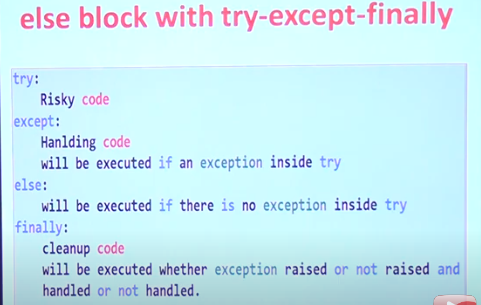 else block with try-except-finally
try:
Risky code
except:
Hanlding code
will be executed if an exception inside try
else:
will be executed if there is no exception inside try
finally:
cleanup code
will be executed whether exception raised or not raised and
handled or not handled.